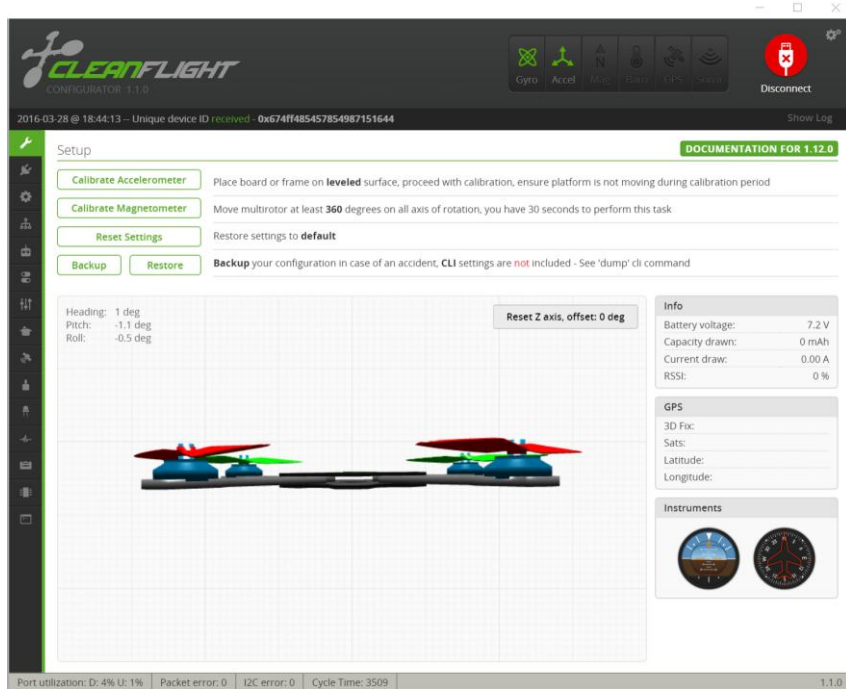 CLEANFLIGHT
CONFIGURATOR 1.1.0
Gyro Accel Mag Baro GPS Sonar
Disconnect
2016-03-28 @ 18:44:13 -- Unique device ID received - 0x674ff485457854987151644
Show Log
Setup
DOCUMENTATION FOR 1.12.0
Calibrate Accelerometer
Place board or frame on leveled surface, proceed with calibration, ensure platform is not moving during calibration period
Calibrate Magnetometer
Move multirotor at least 360 degrees on all axis of rotation, you have 30 seconds to perform this task
Reset Settings
Restore settings to default
Backup Restore
Backup your configuration in case of an accident, CLI settings are not included - See 'dump' cli command
Heading: 1 deg
Pitch: -1.1 deg
Roll: -0.5 deg
Reset Z axis, offset: 0 deg
Info
Battery voltage: 7.2 V
Capacity drawn: 0 mAh
Current draw: 0.00 A
RSSI: 0 %
GPS
3D Fix:
Sats:
Latitude:
Longitude:
Instruments
Port utilization: D: 4% U: 1% Packet error: 0 I2C error: 0 Cycle Time: 3509
1.1.0